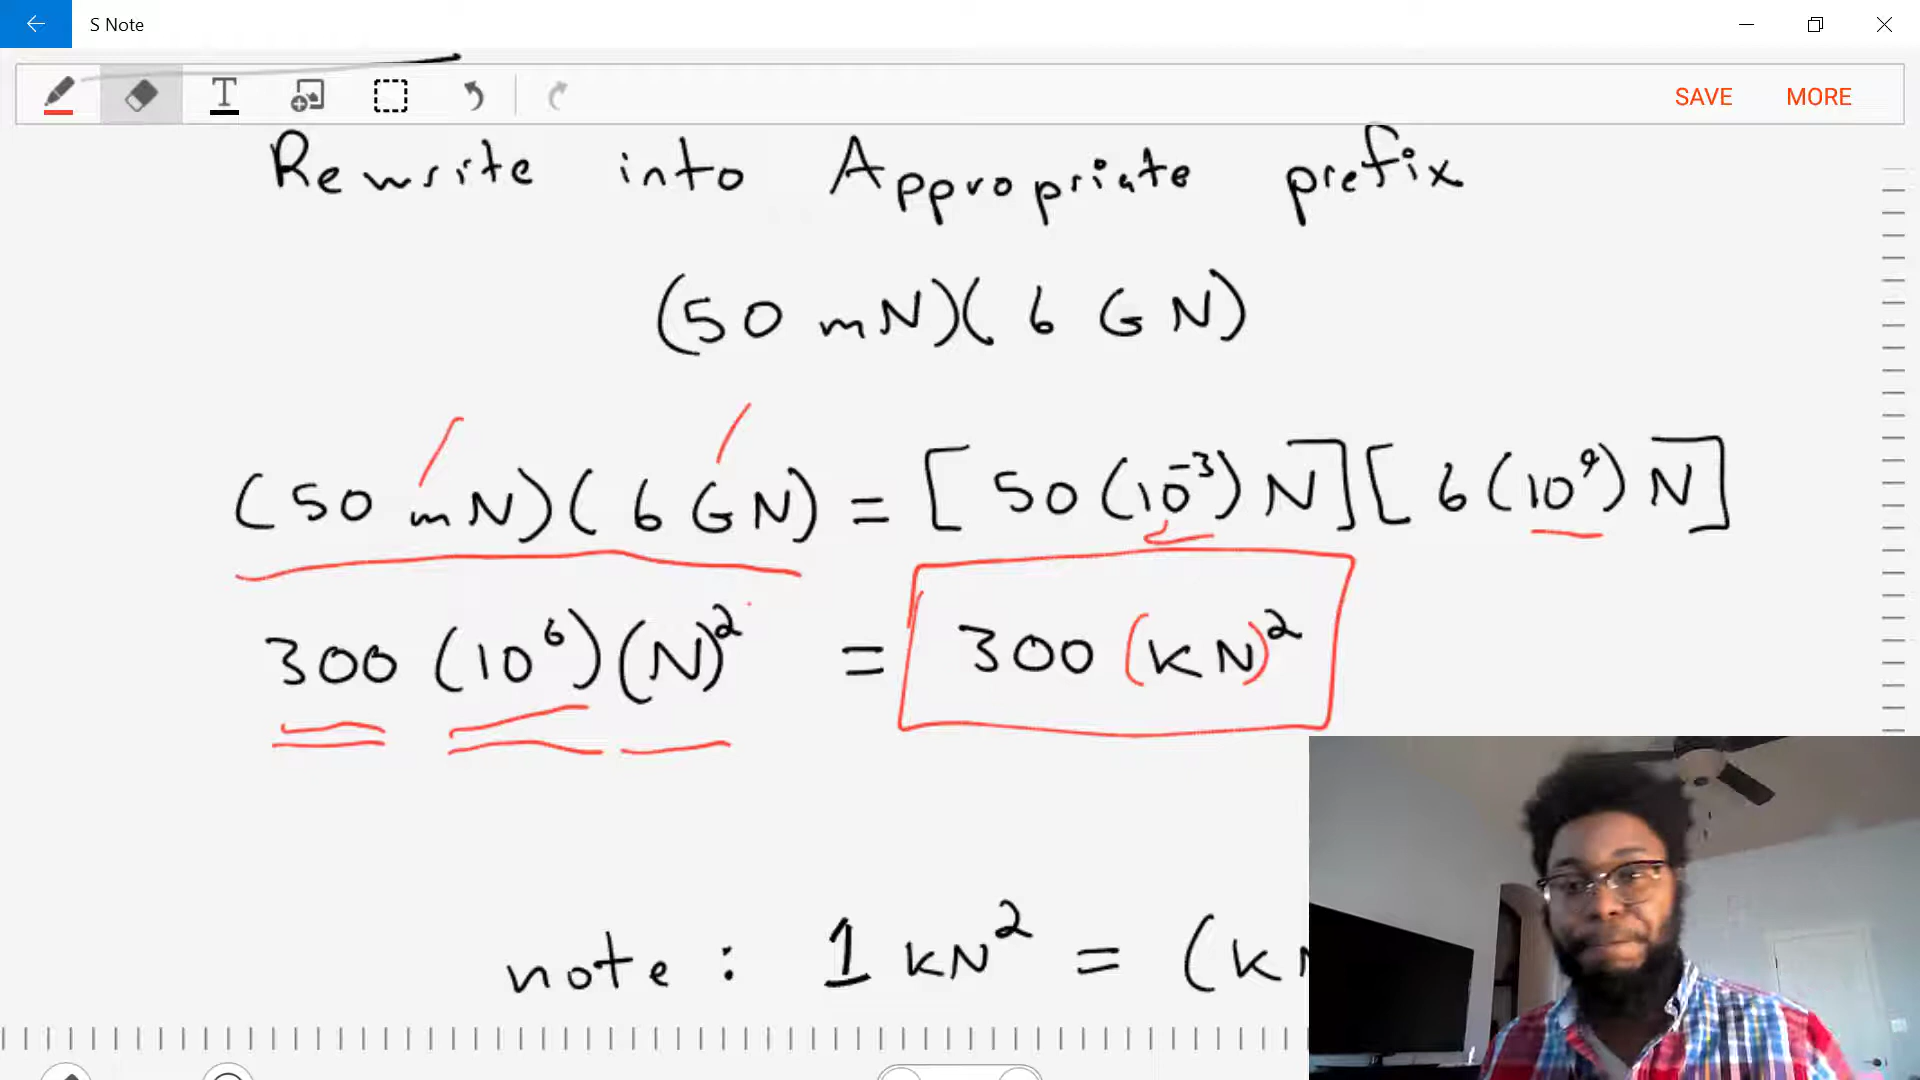 S Note
T SAVE MORE
Rewrite into Appropriate prefix
(50 mN)(6 GN)
(50 mN)(6 GN) = [50(10⁻³)N][6(10⁹)N]
300 (10⁶)(N)² = 300 (kN)²
note: 1 kN² = (k